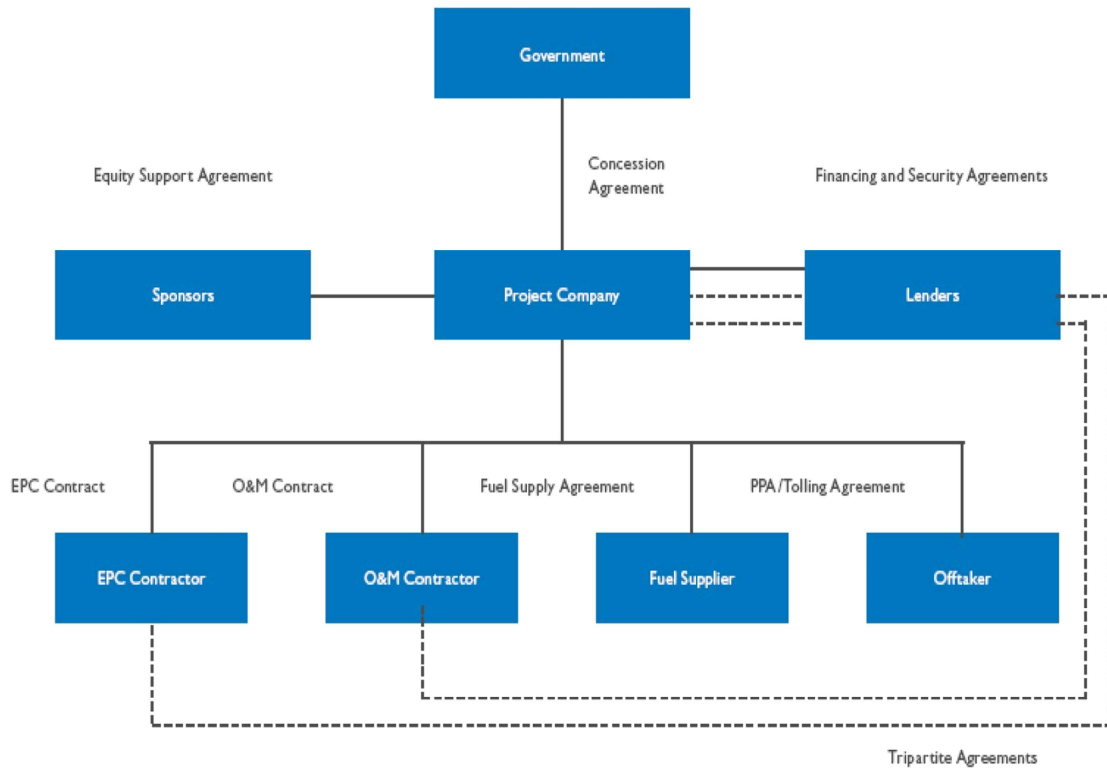 Government
Equity Support Agreement
Concession
Agreement
Financing and Security Agreements
Sponsors
Project Company
Lenders
EPC Contract
O&M Contract
Fuel Supply Agreement
PPA/Tolling Agreement
EPC Contractor
O&M Contractor
Fuel Supplier
Offtaker
Tripartite Agreements